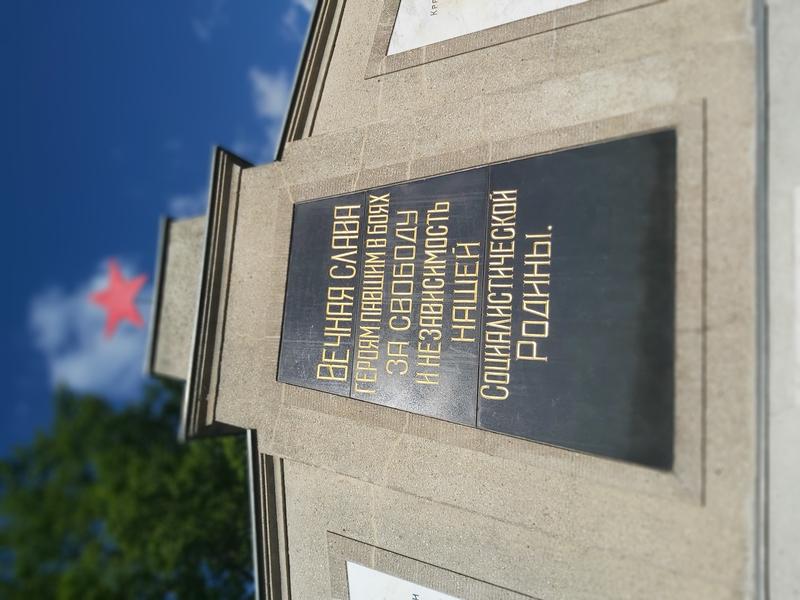 Вечная слава
героям павшим в боях
за свободу
и независимость
нашей
Социалистической
Родины.